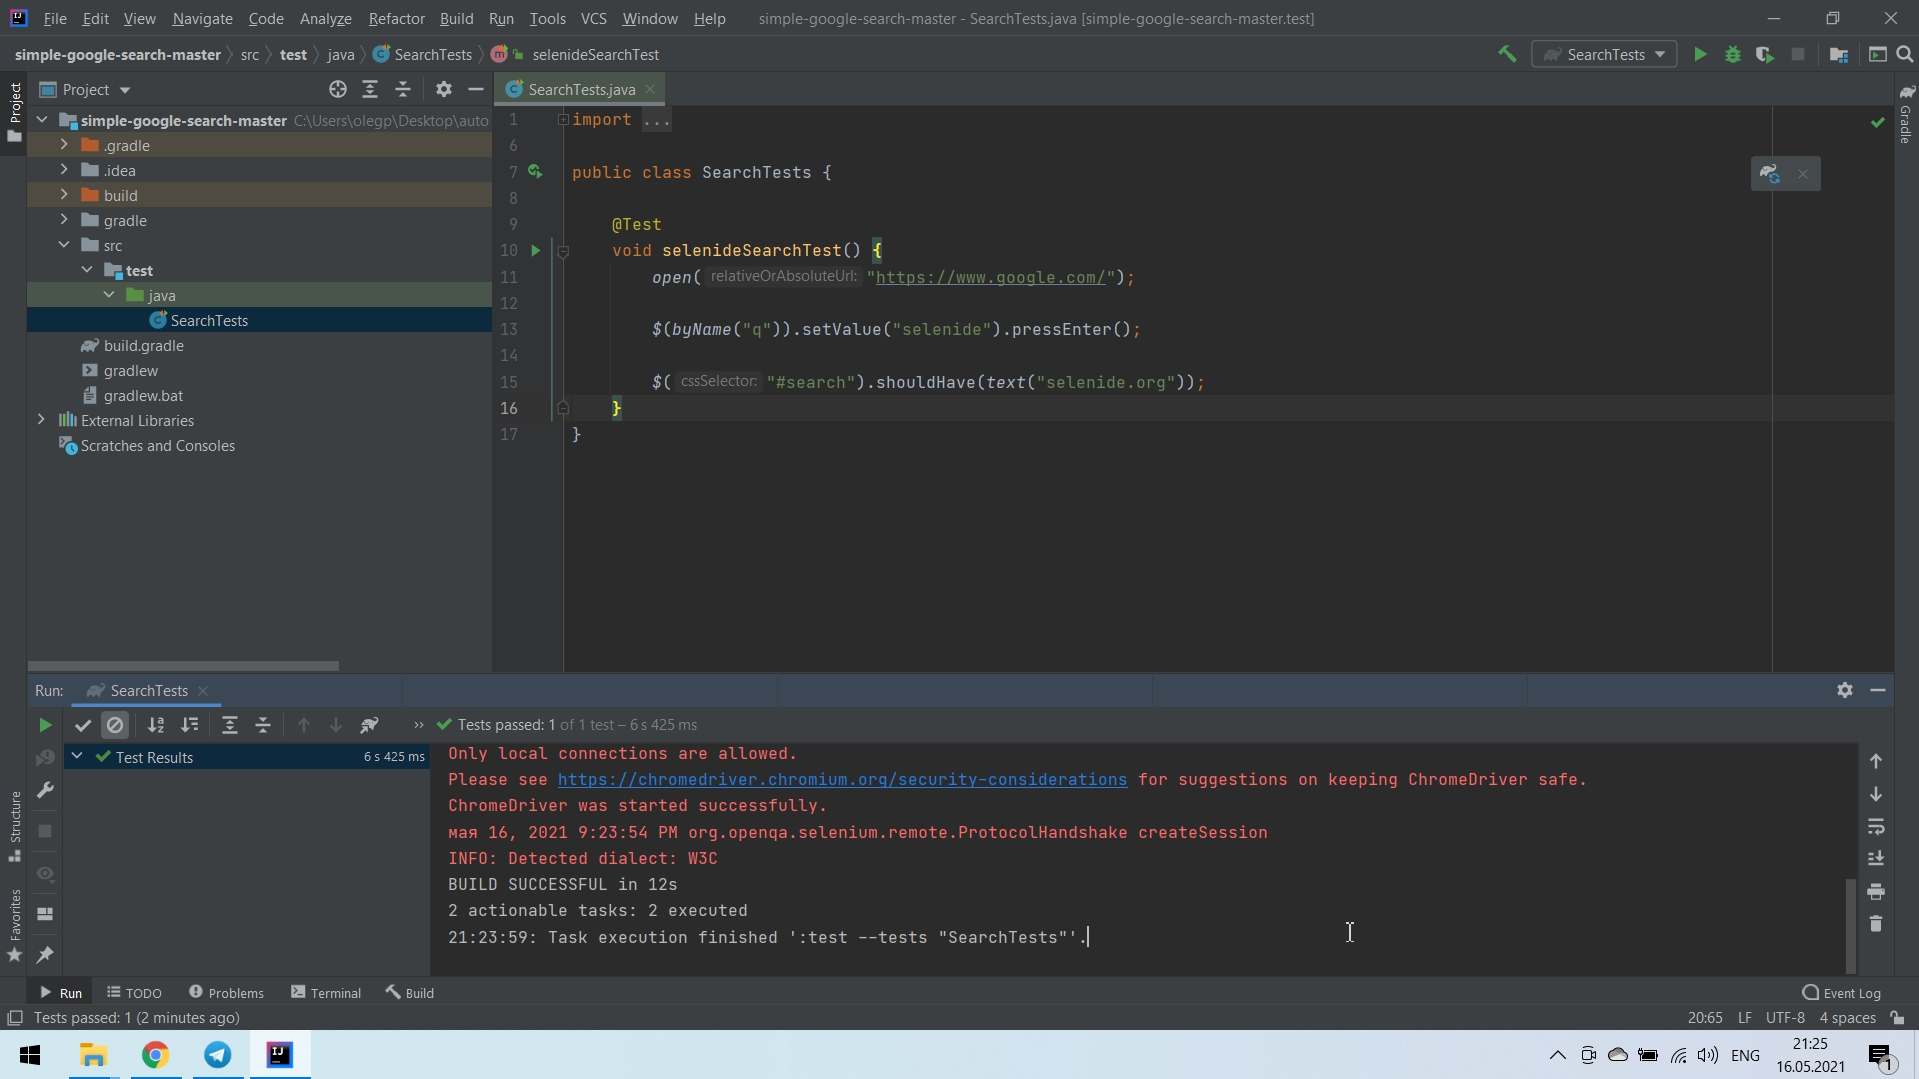 File Edit View Navigate Code Analyze Refactor Build Run Tools VCS Window Help simple-google-search-master - SearchTests.java [simple-google-search-master.test]
simple-google-search-master src test java SearchTests m selenideSearchTest SearchTests
Project
Project
SearchTests.java
Gradle
simple-google-search-master C:\Users\olegp\Desktop\auto
.gradle
.idea
build
gradle
src
test
java
SearchTests
build.gradle
gradlew
gradlew.bat
External Libraries
Scratches and Consoles
1 import ...
6
7 public class SearchTests {
8
9 @Test
10 void selenideSearchTest() {
11 open( relativeOrAbsoluteUrl: "https://www.google.com/");
12
13 $(byName("q")).setValue("selenide").pressEnter();
14
15 $( cssSelector: "#search").shouldHave(text("selenide.org"));
16 }
17 }
Run: SearchTests
Tests passed: 1 of 1 test – 6 s 425 ms
Test Results 6 s 425 ms
Only local connections are allowed.
Please see https://chromedriver.chromium.org/security-considerations for suggestions on keeping ChromeDriver safe.
ChromeDriver was started successfully.
мая 16, 2021 9:23:54 PM org.openqa.selenium.remote.ProtocolHandshake createSession
INFO: Detected dialect: W3C
BUILD SUCCESSFUL in 12s
2 actionable tasks: 2 executed
21:23:59: Task execution finished ':test --tests "SearchTests"'.
Structure
Favorites
Run TODO Problems Terminal Build Event Log
Tests passed: 1 (2 minutes ago) 20:65 LF UTF-8 4 spaces
IJ
ENG
21:25
16.05.2021
1